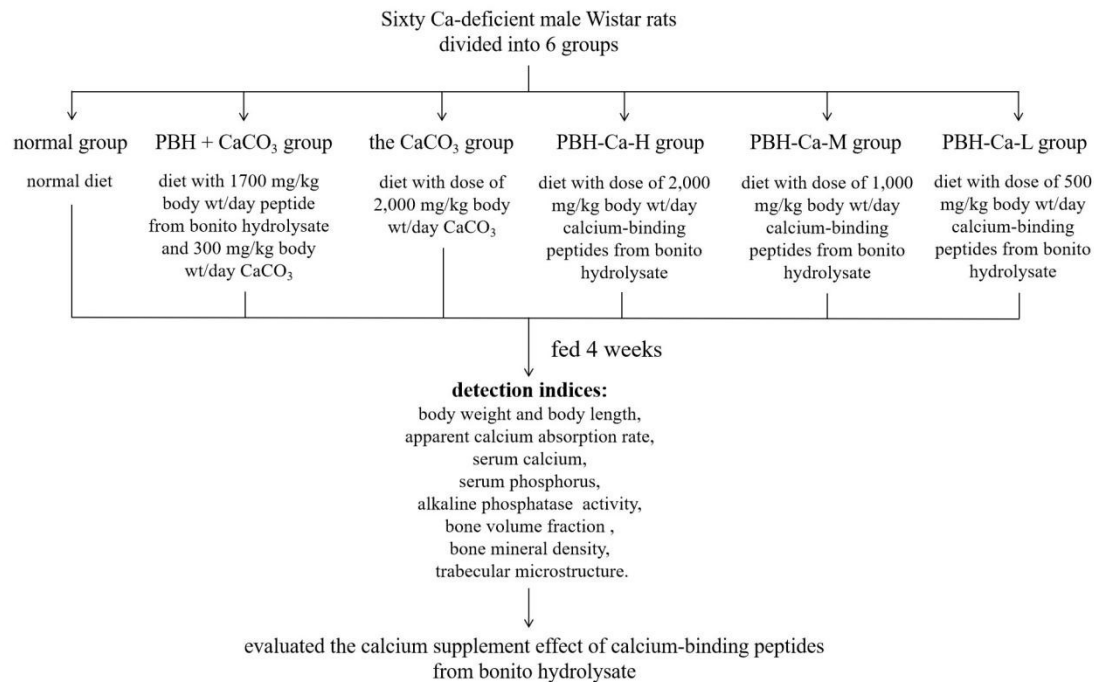 Sixty Ca-deficient male Wistar rats
divided into 6 groups
normal group
normal diet
PBH + CaCO₃ group
diet with 1700 mg/kg
body wt/day peptide
from bonito hydrolysate
and 300 mg/kg body
wt/day CaCO₃
the CaCO₃ group
diet with dose of
2,000 mg/kg body
wt/day CaCO₃
PBH-Ca-H group
diet with dose of 2,000
mg/kg body wt/day
calcium-binding
peptides from bonito
hydrolysate
PBH-Ca-M group
diet with dose of 1,000
mg/kg body wt/day
calcium-binding
peptides from bonito
hydrolysate
PBH-Ca-L group
diet with dose of 500
mg/kg body wt/day
calcium-binding
peptides from bonito
hydrolysate
fed 4 weeks
detection indices:
body weight and body length,
apparent calcium absorption rate,
serum calcium,
serum phosphorus,
alkaline phosphatase activity,
bone volume fraction ,
bone mineral density,
trabecular microstructure.
evaluated the calcium supplement effect of calcium-binding peptides
from bonito hydrolysate